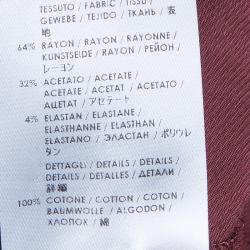 TESSUTO / FABRIC / TISSU /
GEWEBE / TEJIDO / ТКАНЬ / 表
地
64% RAYON / RAYON / RAYONNE /
KUNSTSEIDE / RAYON / РЕЙОН /
レーヨン
32% ACETATO / ACETATE /
ACETATE / ACETAT / ACETATO /
АЦЕТАТ / アセテート
4% ELASTAN / ELASTANE /
ELASTHANNE / ELASTHAN /
ELASTANO / ЭЛАСТАН / ポリウレ
タン
DETTAGLI / DETAILS / DETAILS /
DETAILS / DETALLES / ДЕТАЛИ /
詳細
100% COTONE / COTTON / COTON /
BAUMWOLLE / ALGODON /
ХЛОПОК / 綿